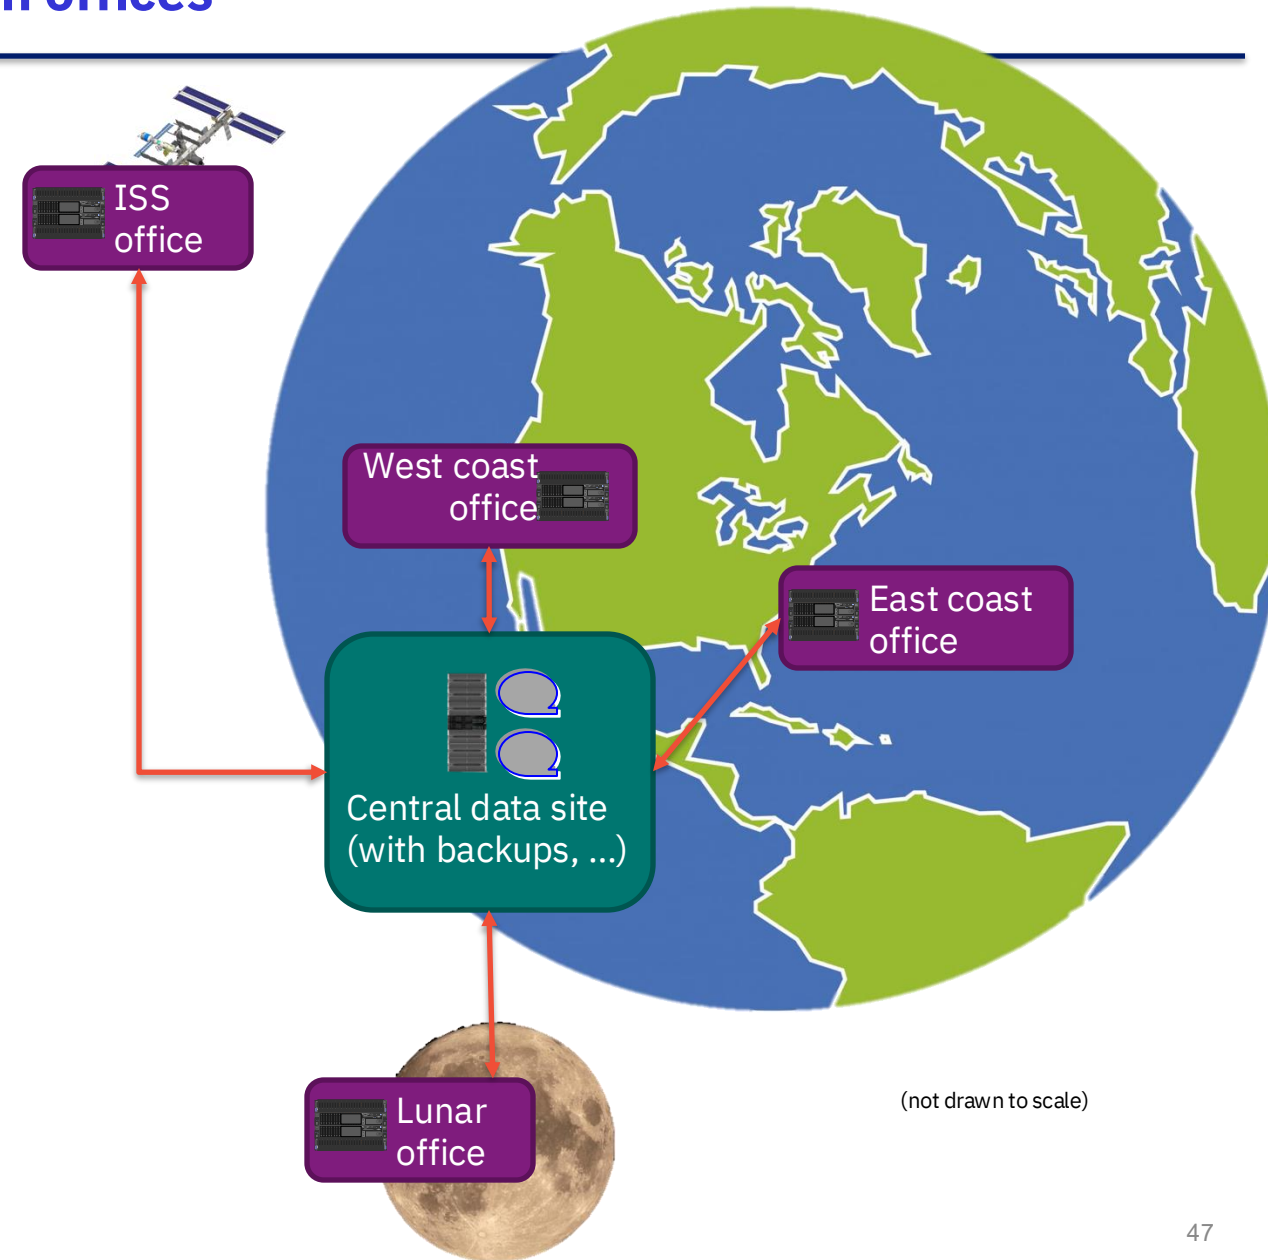 offices
ISS
office
West coast
office
East coast
office
Central data site
(with backups, ...)
Lunar
office
(not drawn to scale)
47